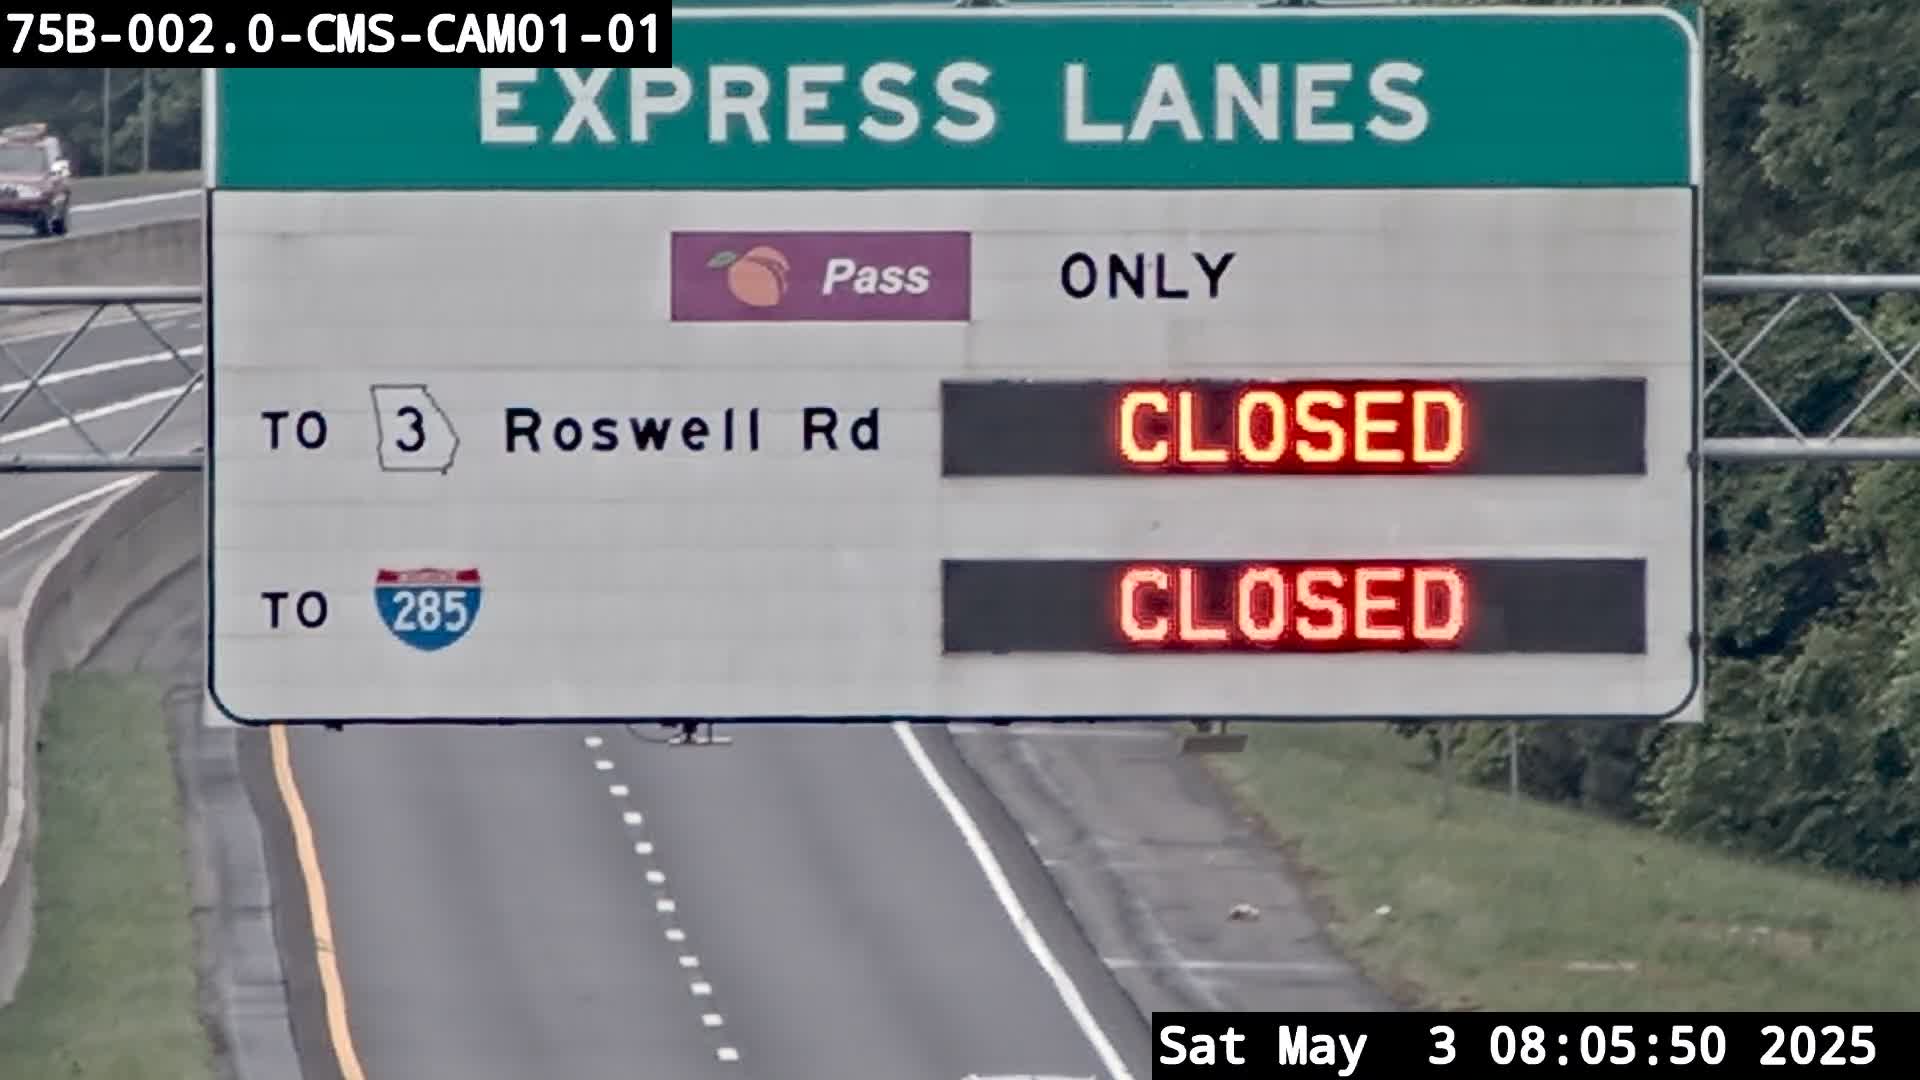 75B-002.0-CMS-CAM01-01
EXPRESS LANES
Pass ONLY
TO 3 Roswell Rd CLOSED
TO 285 CLOSED
Sat May 3 08:05:50 2025